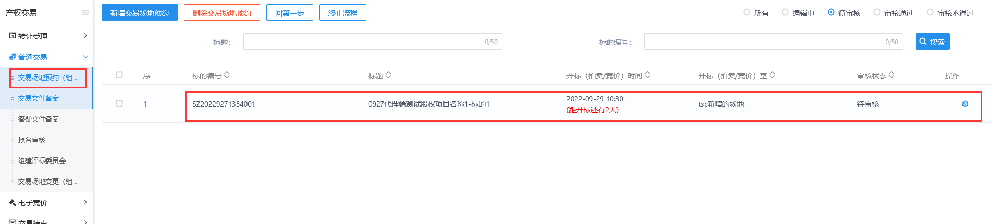 产权交易
转让受理
普通交易
交易场地预约（组...
交易文件备案
答疑文件备案
报名审核
组建评标委员会
交易场地变更（组...
电子竞价
交易结束
新增交易场地预约 删除交易场地预约 回第一步 终止流程 所有 编辑中 待审核 审核通过 审核不通过
标题： 0/50 标的编号： 0/50 搜索
序 标的编号 标题 开标（拍卖/竞价）时间 开标（拍卖/竞价）室 审核状态 操作
1 SZ20229271354001 0927代理端测试股权项目名称1-标的1 2022-09-29 10:30 tsc新增的场地 待审核
(距开标还有2天)